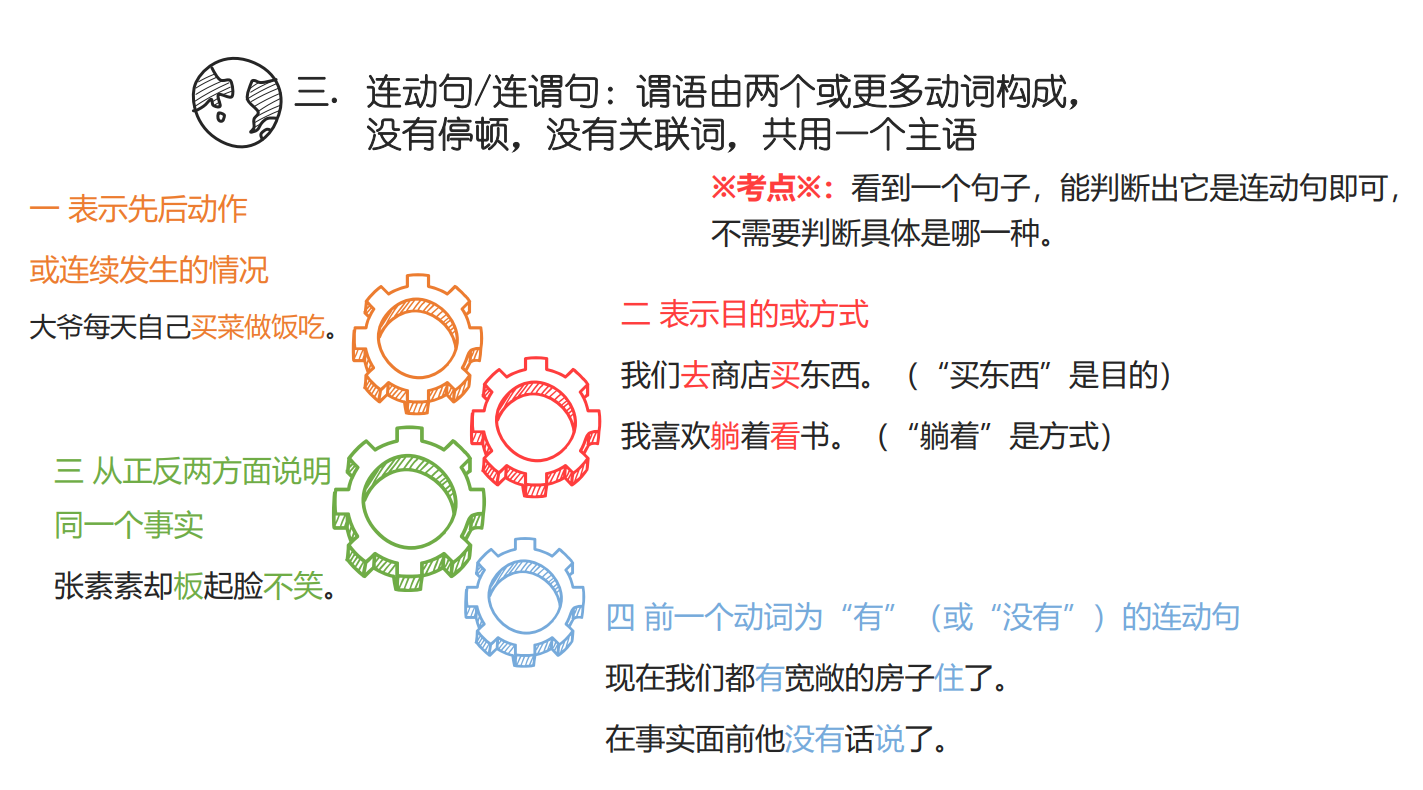 三. 连动句/连谓句：谓语由两个或更多动词构成，
没有停顿，没有关联词，共用一个主语
※考点※：看到一个句子，能判断出它是连动句即可，
不需要判断具体是哪一种。
一 表示先后动作
或连续发生的情况
大爷每天自己买菜做饭吃。
二 表示目的或方式
我们去商店买东西。（“买东西”是目的）
我喜欢躺着看书。（“躺着”是方式）
三 从正反两方面说明
同一个事实
张素素却板起脸不笑。
四 前一个动词为“有”（或“没有”）的连动句
现在我们都有宽敞的房子住了。
在事实面前他没有话说了。